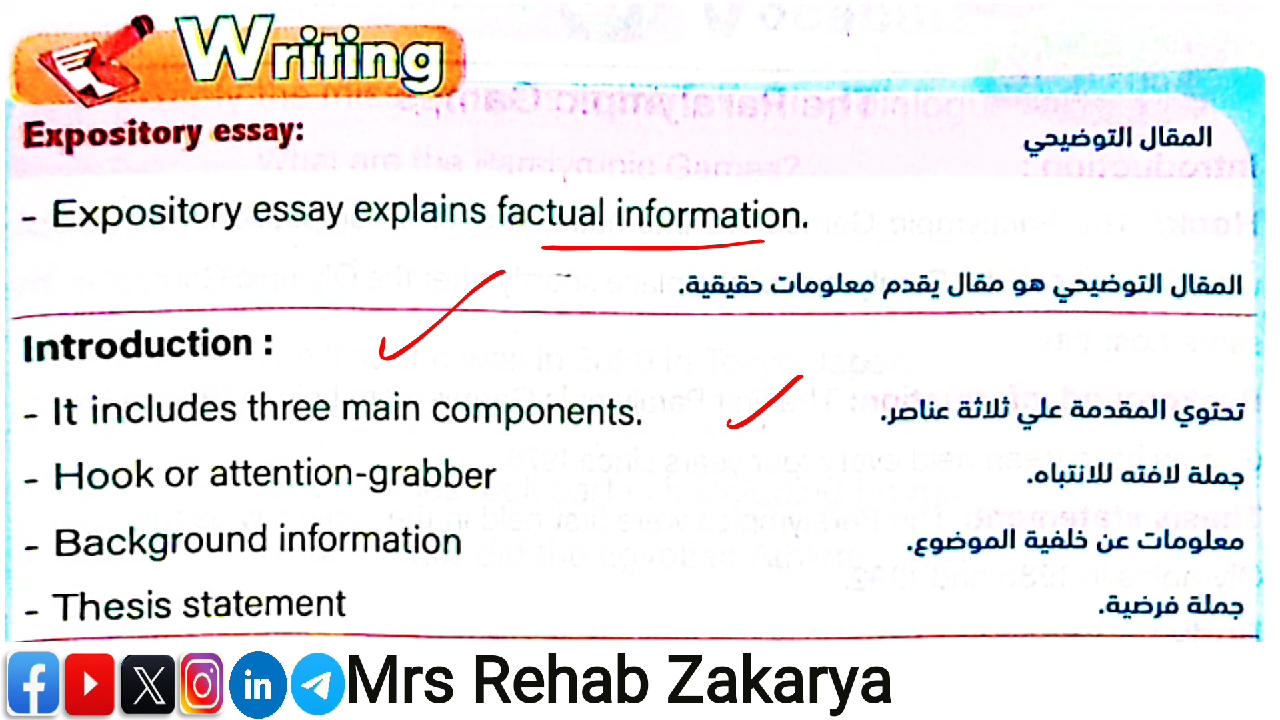 Writing
Expository essay: المقال التوضيحي
- Expository essay explains factual information.
المقال التوضيحي هو مقال يقدم معلومات حقيقية.
Introduction :
- It includes three main components. تحتوي المقدمة علي ثلاثة عناصر.
- Hook or attention-grabber جملة لافته للانتباه.
- Background information معلومات عن خلفية الموضوع.
- Thesis statement جملة فرضية.
Mrs Rehab Zakarya